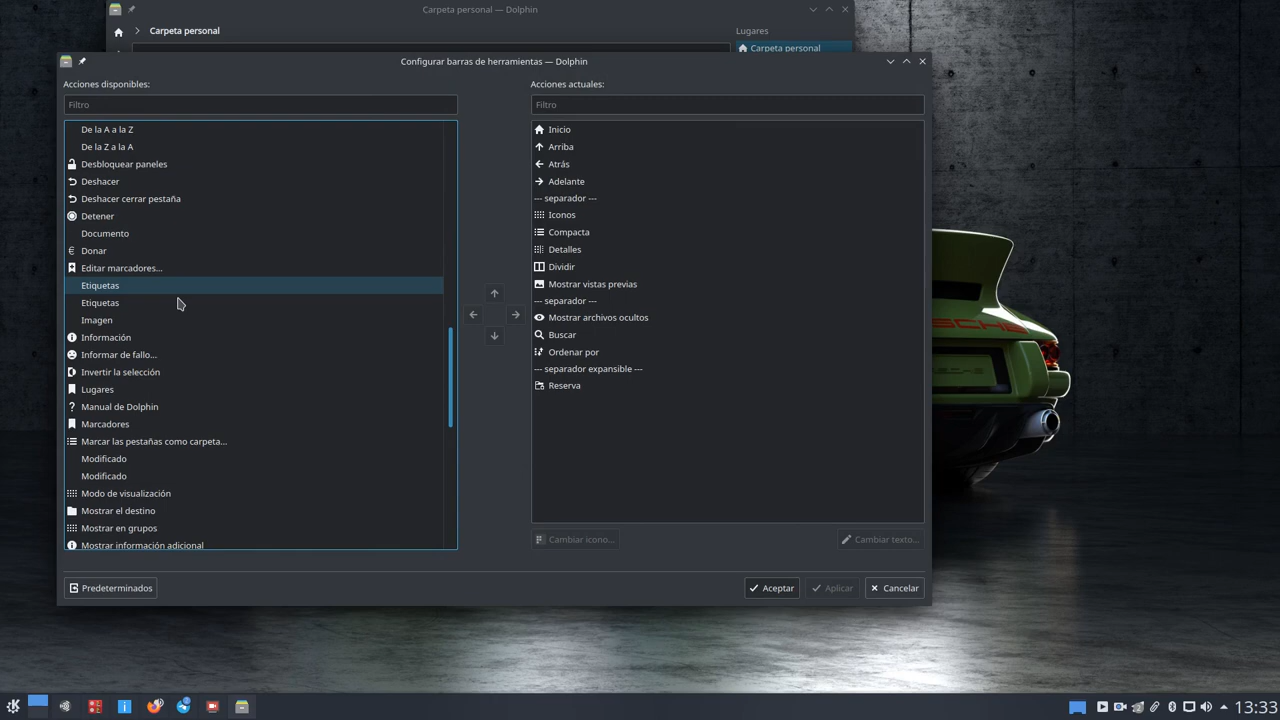 Carpeta personal — Dolphin
Carpeta personal
Lugares
Carpeta personal
Configurar barras de herramientas — Dolphin
Acciones disponibles:
Filtro
De la A a la Z
De la Z a la A
Desbloquear paneles
Deshacer
Deshacer cerrar pestaña
Detener
Documento
Donar
Editar marcadores...
Etiquetas
Etiquetas
Imagen
Información
Informar de fallo...
Invertir la selección
Lugares
Manual de Dolphin
Marcadores
Marcar las pestañas como carpeta...
Modificado
Modificado
Modo de visualización
Mostrar el destino
Mostrar en grupos
Mostrar información adicional
Acciones actuales:
Filtro
Inicio
Arriba
Atrás
Adelante
--- separador ---
Iconos
Compacta
Detalles
Dividir
Mostrar vistas previas
--- separador ---
Mostrar archivos ocultos
Buscar
Ordenar por
--- separador expansible ---
Reserva
Cambiar icono...
Cambiar texto...
Predeterminados
Aceptar
Aplicar
Cancelar
13:33